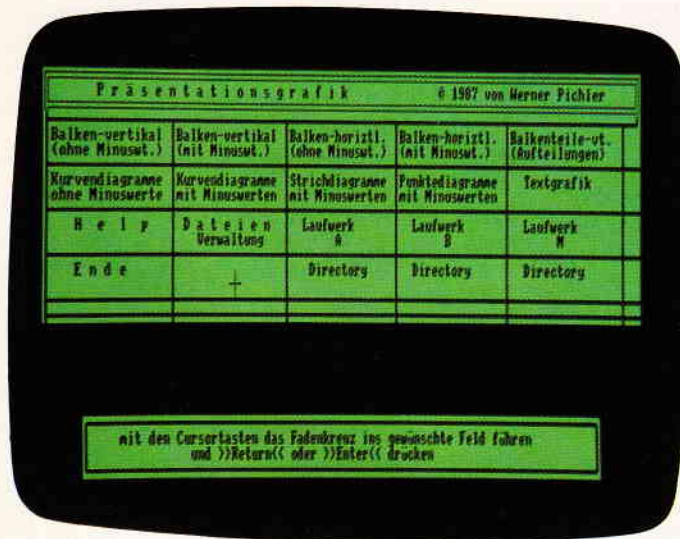 Präsentationsgrafik © 1987 von Werner Pichler
Balken-vertikal Balken-vertikal Balken-horiztl. Balken-horiztl. Balkenteile-vt.
(ohne Minuswt.) (mit Minuswt.) (ohne Minuswt.) (mit Minuswt.) (Aufteilungen)
Kurvendiagramme Kurvendiagramme Strichdiagramme Punktediagramme Textgrafik
ohne Minuswerte mit Minuswerten mit Minuswerten mit Minuswerten
Help Dateien Laufwerk Laufwerk Laufwerk
Verwaltung A B M
Ende Directory Directory Directory
mit den Cursortasten das Fadenkreuz ins gewünschte Feld führen
und >>Return<< oder >>Enter<< drücken